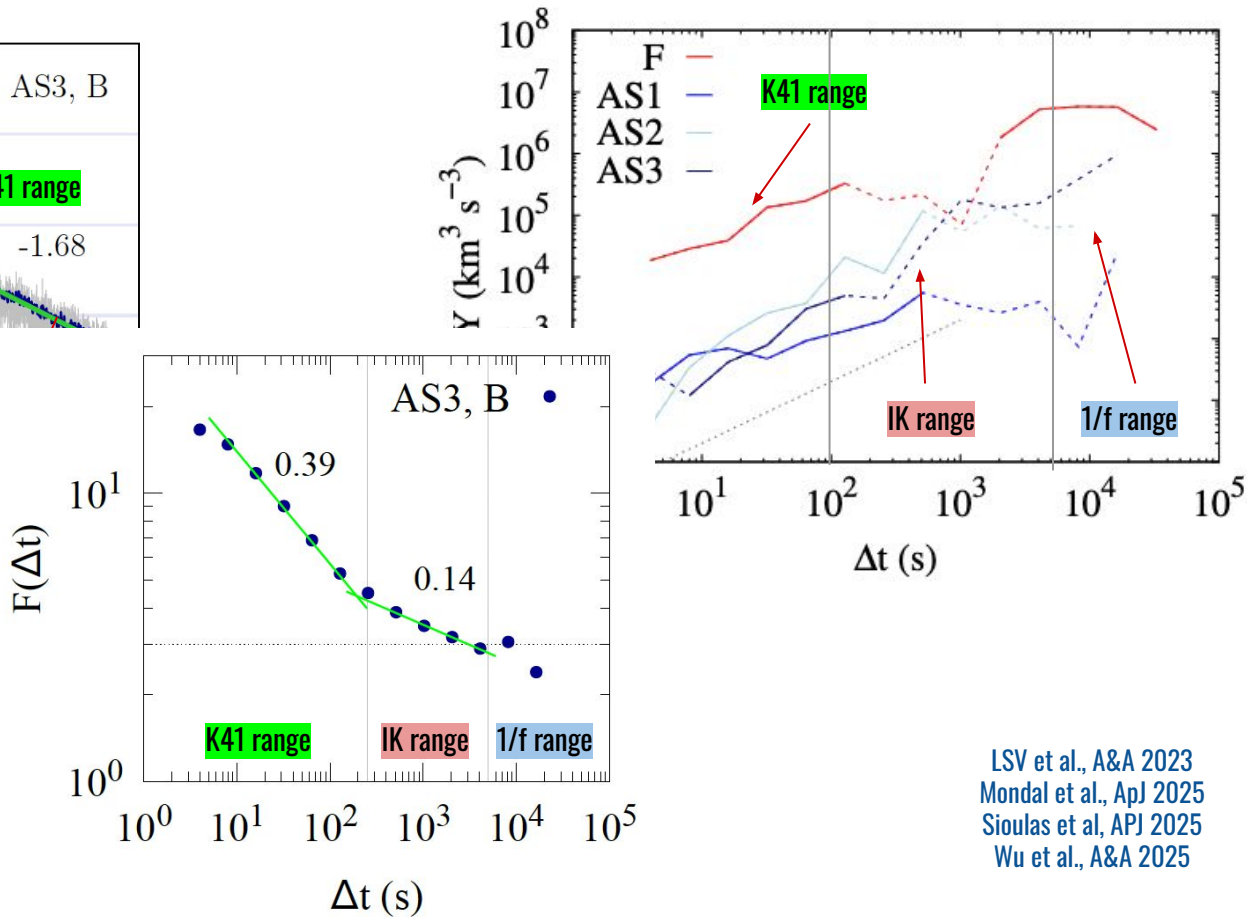 AS3, B
41 range
-1.68
10^8
10^7
10^6
10^5
10^4
Y (km^3 s^-3)
F
AS1
AS2
AS3
K41 range
IK range
1/f range
10^1 10^2 10^3 10^4 10^5
Δt (s)
AS3, B
0.39
0.14
10^1
10^0
F(Δt)
K41 range IK range 1/f range
10^0 10^1 10^2 10^3 10^4 10^5
Δt (s)
LSV et al., A&A 2023
Mondal et al., ApJ 2025
Sioulas et al, APJ 2025
Wu et al., A&A 2025